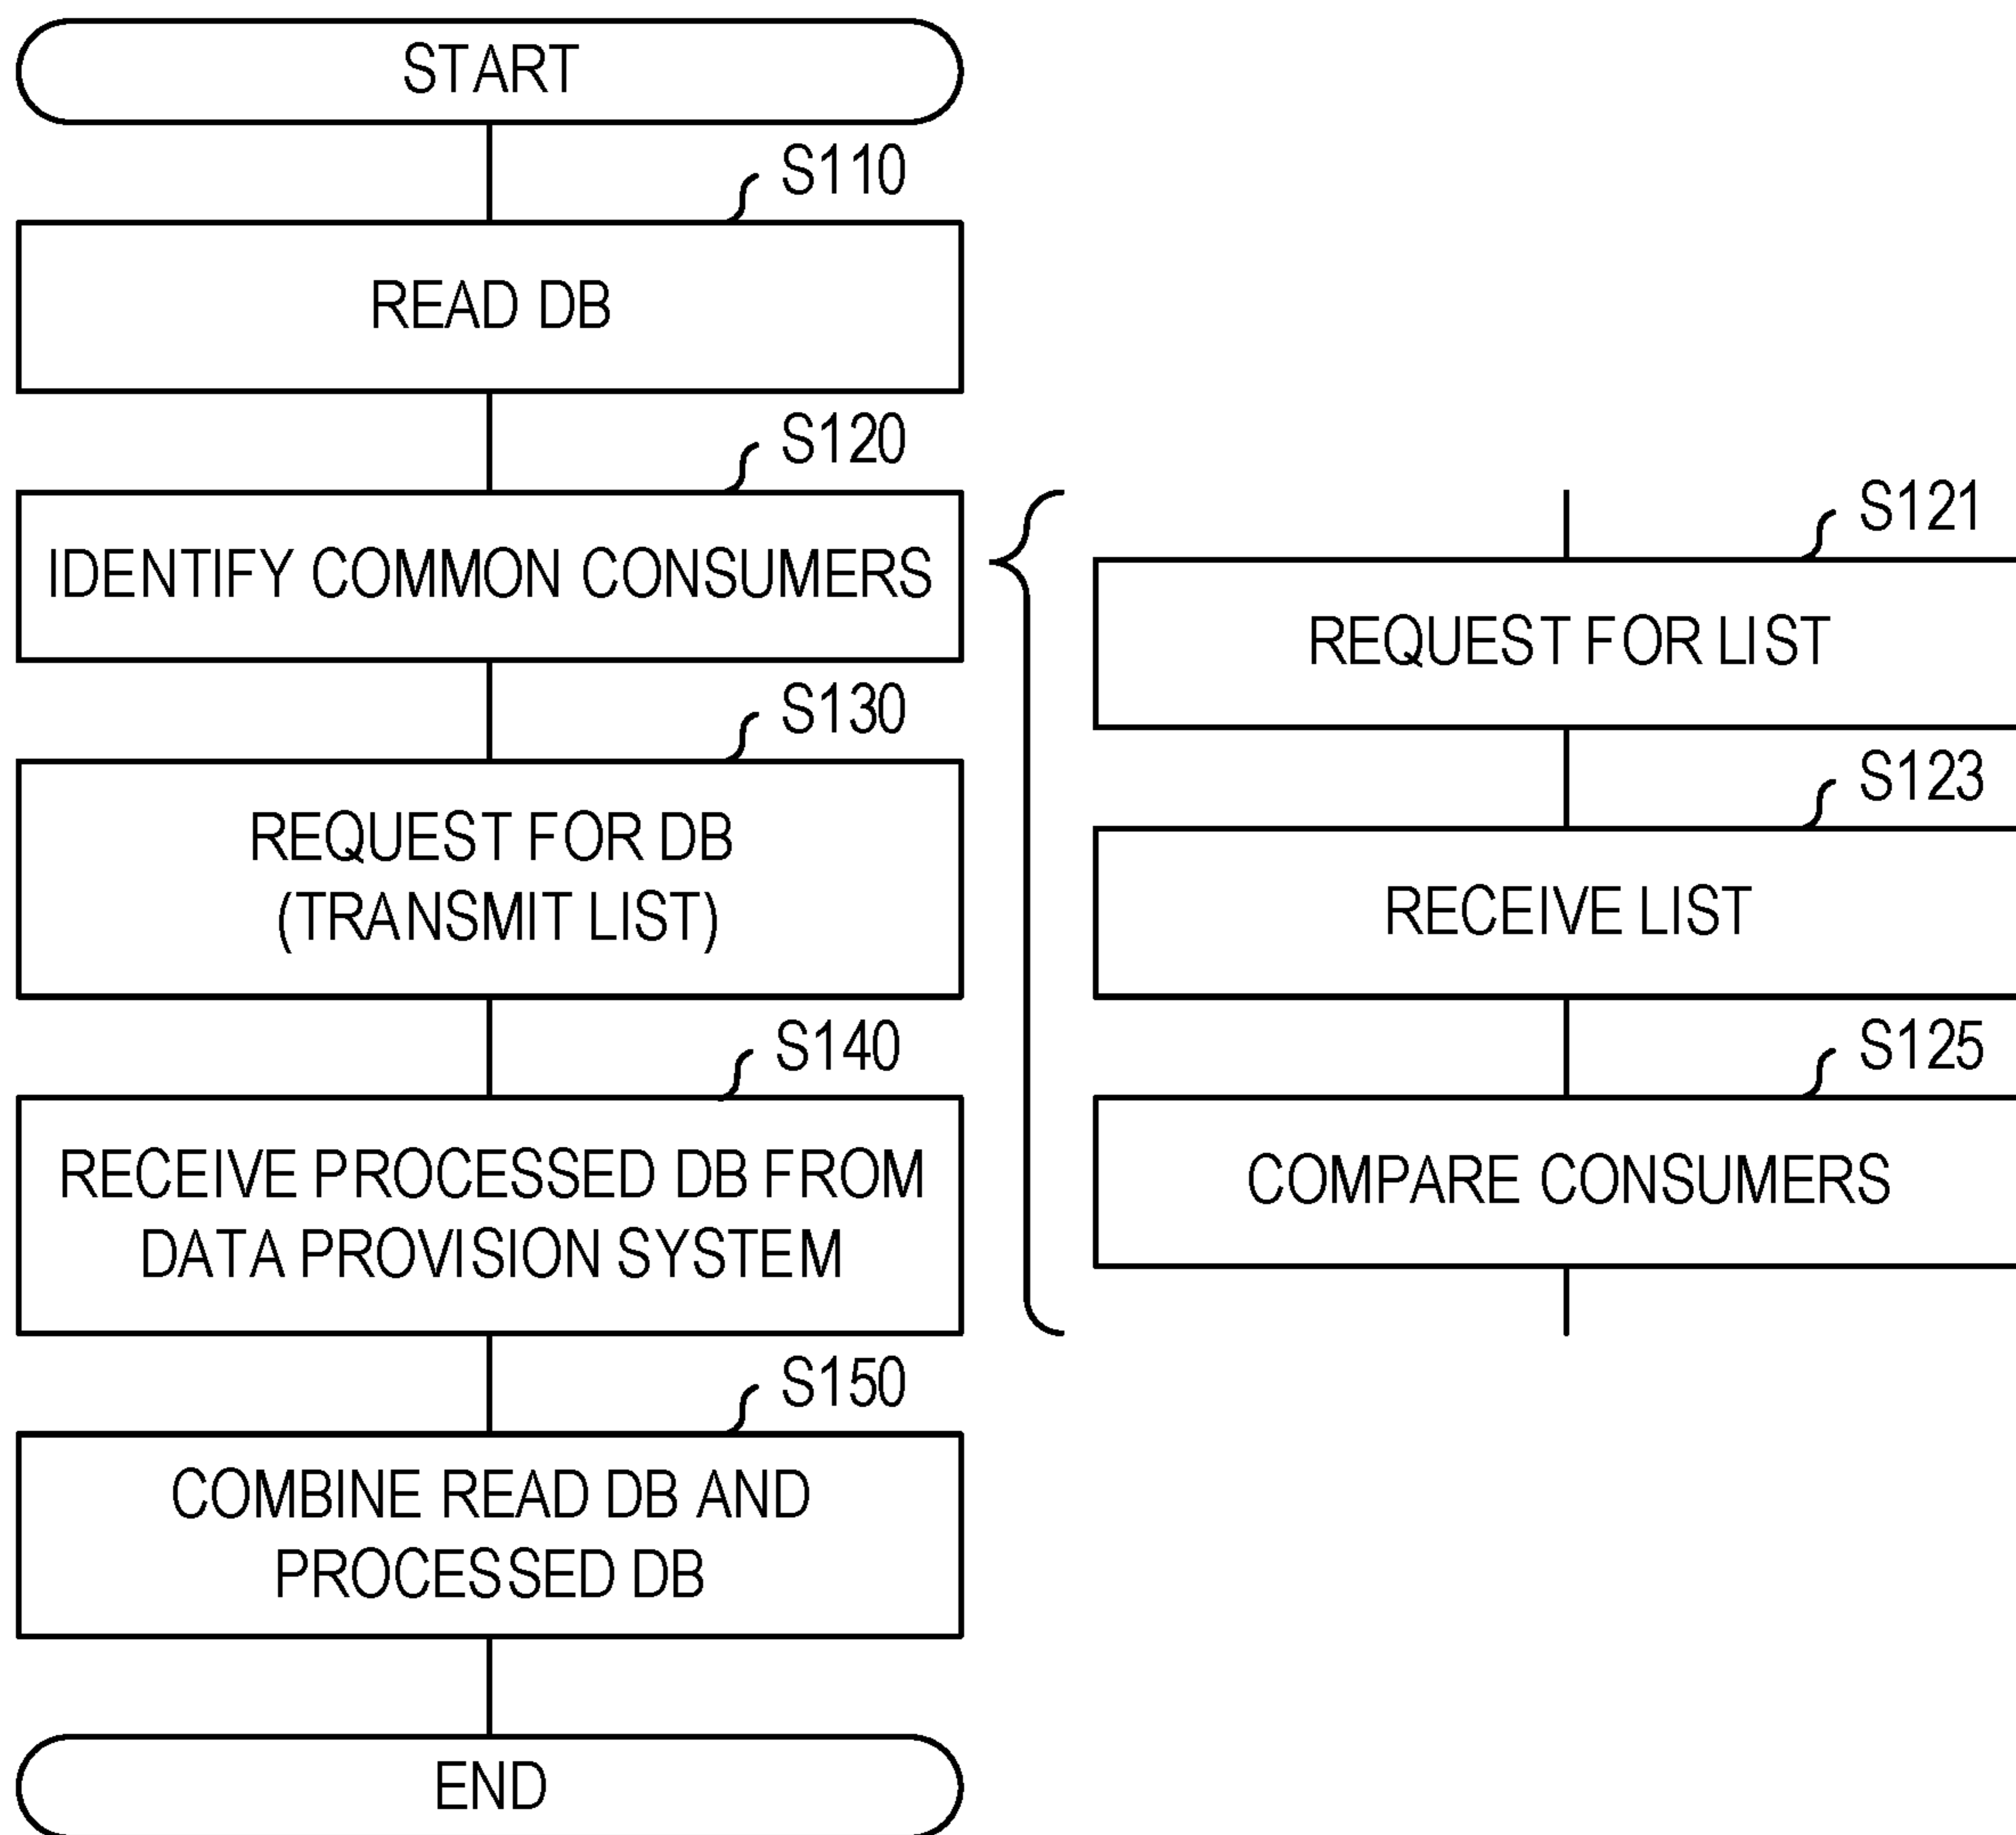 START
S110
READ DB
S120
IDENTIFY COMMON CONSUMERS
S130
REQUEST FOR DB
(TRANSMIT LIST)
S140
RECEIVE PROCESSED DB FROM
DATA PROVISION SYSTEM
S150
COMBINE READ DB AND
PROCESSED DB
END
S121
REQUEST FOR LIST
S123
RECEIVE LIST
S125
COMPARE CONSUMERS